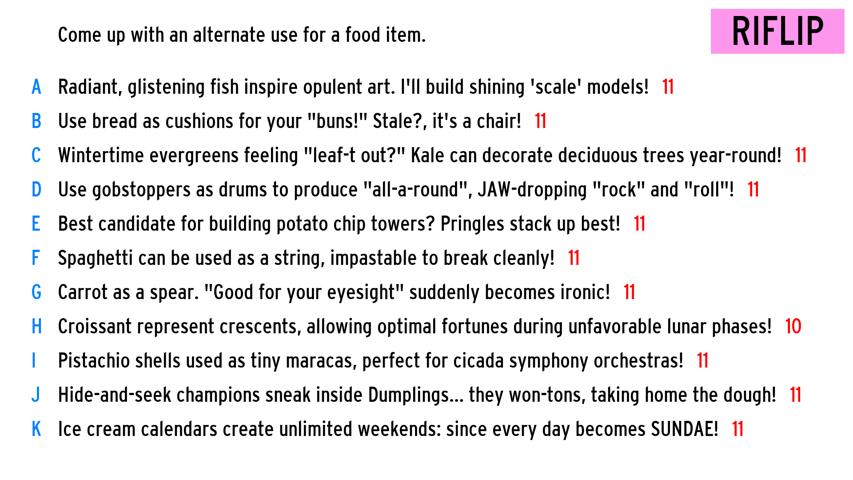 Come up with an alternate use for a food item.
RIFLIP
A Radiant, glistening fish inspire opulent art. I'll build shining 'scale' models! 11
B Use bread as cushions for your "buns!" Stale?, it's a chair! 11
C Wintertime evergreens feeling "leaf-t out?" Kale can decorate deciduous trees year-round! 11
D Use gobstoppers as drums to produce "all-a-round", JAW-dropping "rock" and "roll"! 11
E Best candidate for building potato chip towers? Pringles stack up best! 11
F Spaghetti can be used as a string, impastable to break cleanly! 11
G Carrot as a spear. "Good for your eyesight" suddenly becomes ironic! 11
H Croissant represent crescents, allowing optimal fortunes during unfavorable lunar phases! 10
I Pistachio shells used as tiny maracas, perfect for cicada symphony orchestras! 11
J Hide-and-seek champions sneak inside Dumplings... they won-tons, taking home the dough! 11
K Ice cream calendars create unlimited weekends: since every day becomes SUNDAE! 11